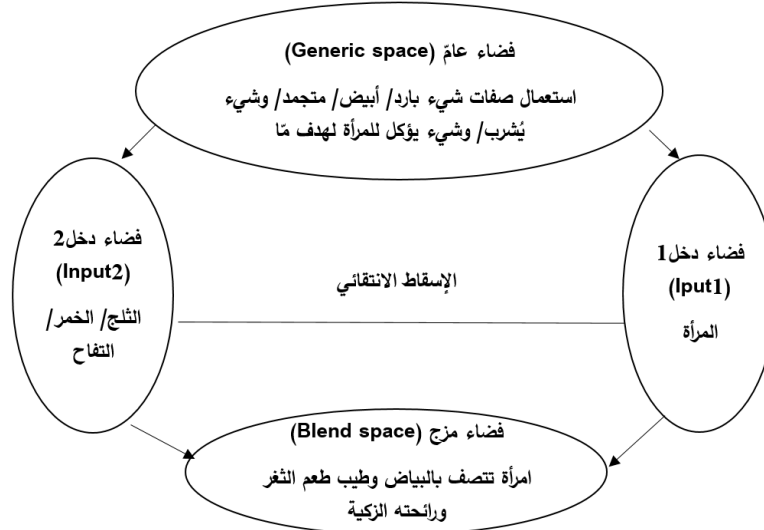 فضاء عامّ (Generic space)
استعمال صفات شيء بارد/ أبيض/ متجمد/ وشيء
يُشرب/ وشيء يؤكل للمرأة لهدف مّا
فضاء دخل1
(Iput1)
المرأة
الإسقاط الانتقائي
فضاء دخل2
(Input2)
الثلج/ الخمر/
التفاح
فضاء مزج (Blend space)
امرأة تتصف بالبياض وطيب طعم الثغر
ورائحته الزكية